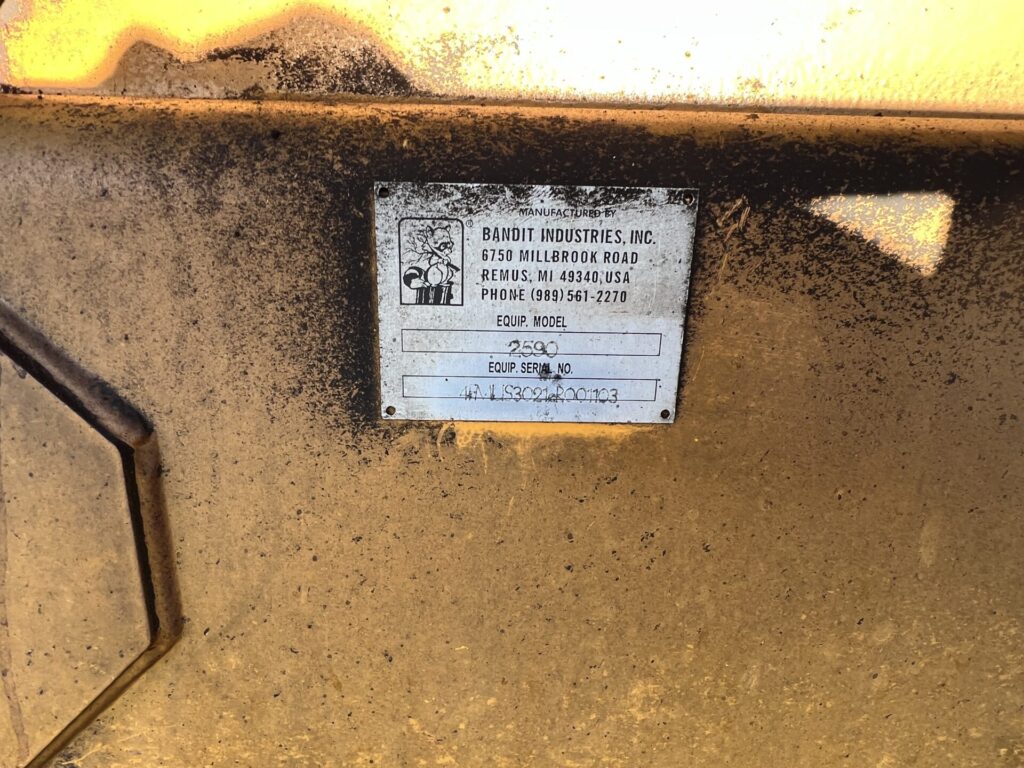 MANUFACTURED BY
BANDIT INDUSTRIES, INC.
6750 MILLBROOK ROAD
REMUS, MI 49340, USA
PHONE (989) 561-2270
EQUIP. MODEL
2590
EQUIP. SERIAL NO.